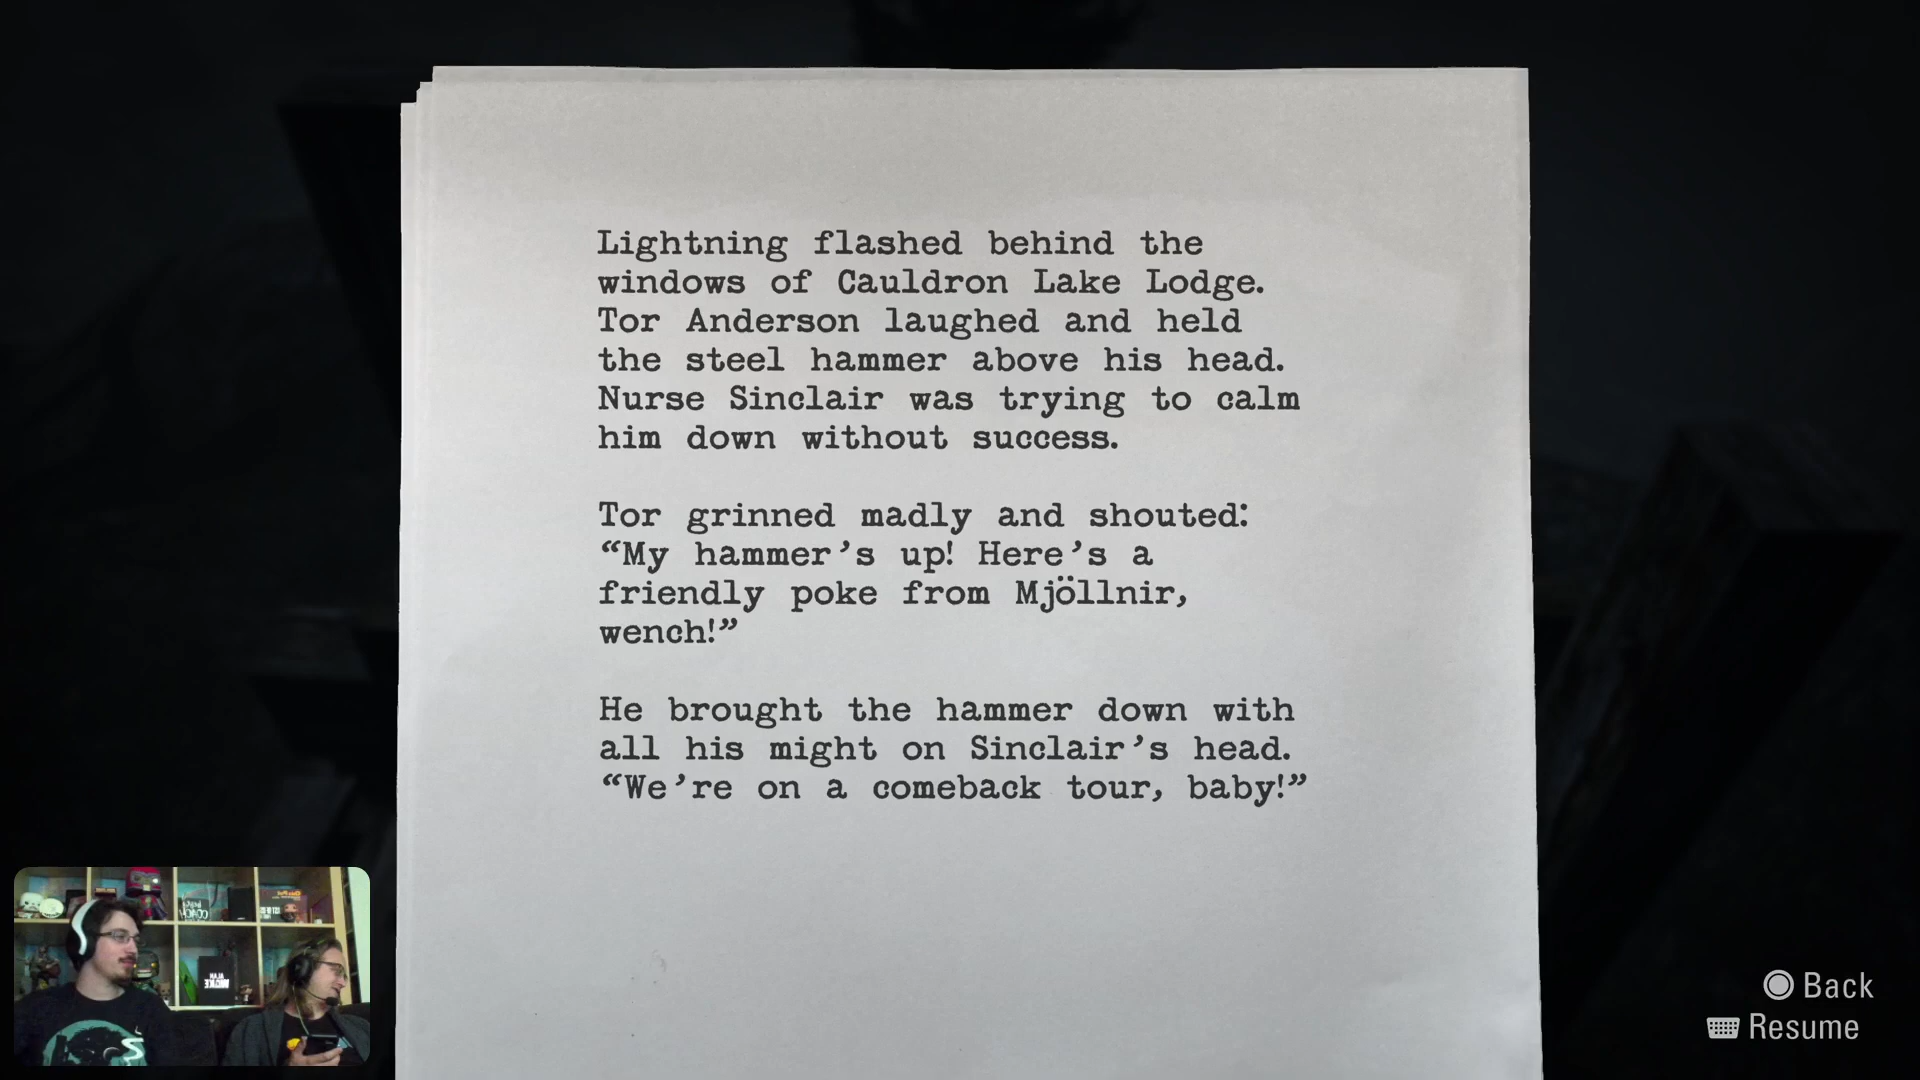 Lightning flashed behind the
windows of Cauldron Lake Lodge.
Tor Anderson laughed and held
the steel hammer above his head.
Nurse Sinclair was trying to calm
him down without success.
Tor grinned madly and shouted:
“My hammer’s up! Here’s a
friendly poke from Mjöllnir,
wench!”
He brought the hammer down with
all his might on Sinclair’s head.
“We’re on a comeback tour, baby!”
ALAN
WAKE
Back
Resume